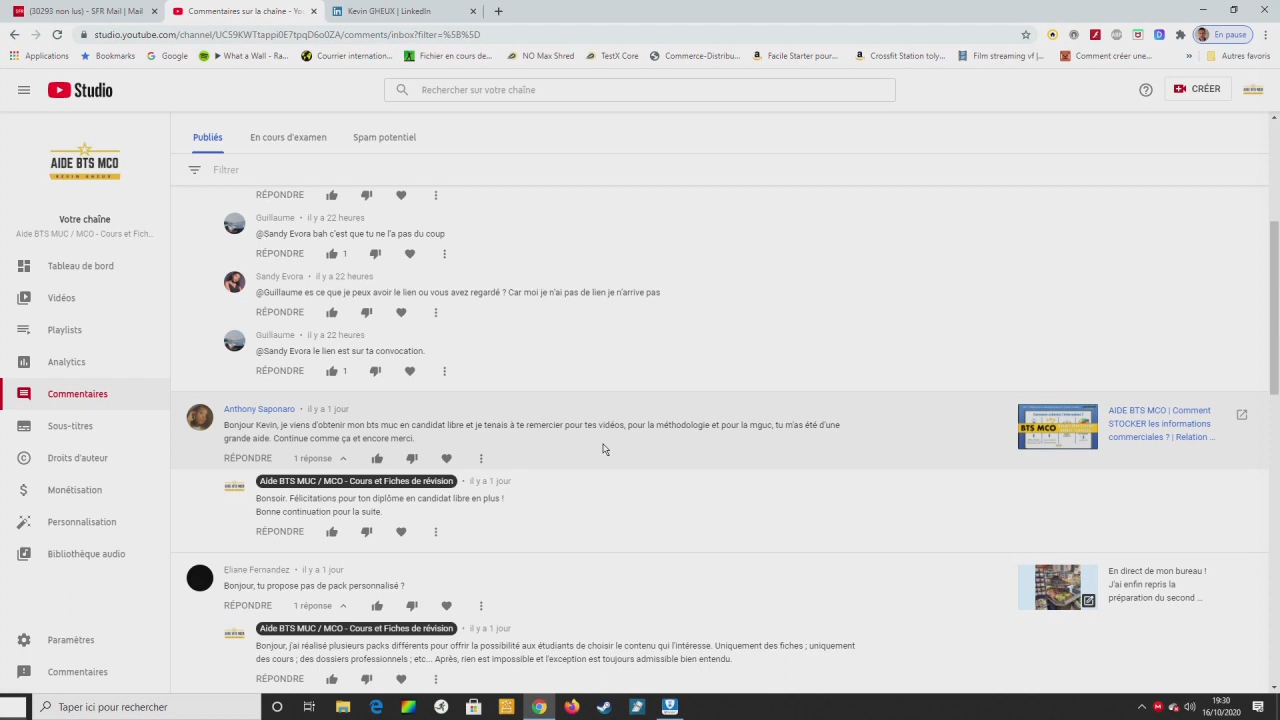 (30293 non lus) - SFR Mail | Mail
Commentaires sur la chaîne - You
Kevin GHEUX | LinkedIn
studio.youtube.com/channel/UC59KWTtappi0E7tpqD6o0ZA/comments/inbox?filter=%5B%5D
En pause
Applications
Bookmarks
Google
What a Wall - Ra...
Courrier internation...
Fichier en cours de...
NO Max Shred
TestX Core
Commerce-Distribu...
Facile Starter pour...
Crossfit Station toly...
Streaming vf |...
Comment créer une...
Autres favoris
Studio
Rechercher sur votre chaîne
CRÉER
AIDE BTS MCO
KEVIN GHEUX
Votre chaîne
Aide BTS MUC / MCO - Cours et Fich...
Tableau de bord
Vidéos
Playlists
Analytics
Commentaires
Sous-titres
Droits d'auteur
Monétisation
Personnalisation
Bibliothèque audio
Paramètres
Commentaires
Publiés
En cours d'examen
Spam potentiel
Filtrer
RÉPONDRE
Guillaume • il y a 22 heures
@Sandy Evora bah c'est que tu ne l'a pas du coup
RÉPONDRE 1
Sandy Evora • il y a 22 heures
@Guillaume es ce que je peux avoir le lien ou vous avez regardé ? Car moi je n'ai pas de lien je n'arrive pas
RÉPONDRE
Guillaume • il y a 22 heures
@Sandy Evora le lien est sur ta convocation.
RÉPONDRE 1
Anthony Saponaro • il y a 1 jour
Bonjour Kevin, je viens d'obtenir mon bts muc en candidat libre et je tenais à te remercier pour tes vidéos, pour la méthodologie et pour la mguc, tu m'as été d'une
grande aide. Continue comme ça et encore merci.
RÉPONDRE 1 réponse
BTS MCO
AIDE BTS MCO | Comment
STOCKER les informations
commerciales ? | Relation ...
Aide BTS MUC / MCO - Cours et Fiches de révision • il y a 1 jour
Bonsoir. Félicitations pour ton diplôme en candidat libre en plus !
Bonne continuation pour la suite.
RÉPONDRE
Eliane Fernandez • il y a 1 jour
Bonjour, tu propose pas de pack personnalisé ?
RÉPONDRE 1 réponse
En direct de mon bureau !
J'ai enfin repris la
préparation du second ...
Aide BTS MUC / MCO - Cours et Fiches de révision • il y a 1 jour
Bonjour, j'ai réalisé plusieurs packs différents pour offrir la possibilité aux étudiants de choisir le contenu qui l'intéresse. Uniquement des fiches ; uniquement
des cours ; des dossiers professionnels ; etc... Après, rien est impossible et l'exception est toujours admissible bien entendu.
RÉPONDRE
Taper ici pour rechercher
19:30
16/10/2020